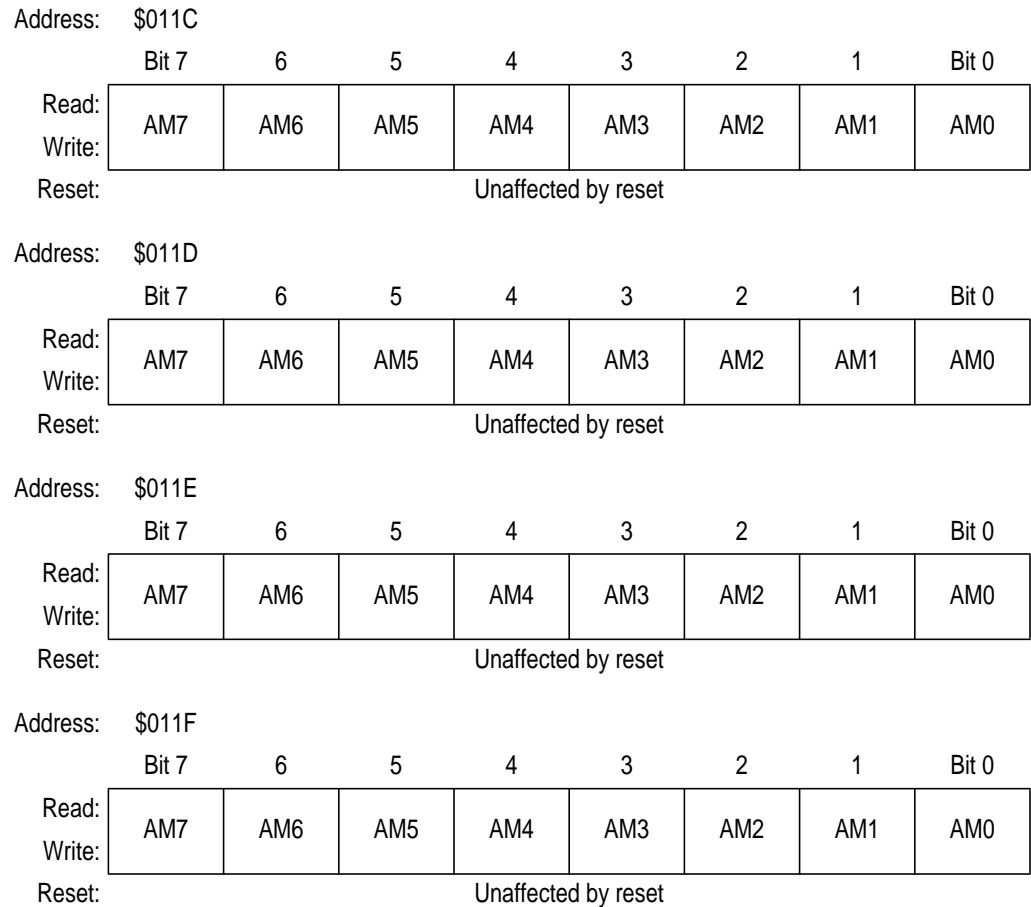 Address: $011C
Bit 7 6 5 4 3 2 1 Bit 0
Read:
AM7 AM6 AM5 AM4 AM3 AM2 AM1 AM0
Write:
Reset: Unaffected by reset
Address: $011D
Bit 7 6 5 4 3 2 1 Bit 0
Read:
AM7 AM6 AM5 AM4 AM3 AM2 AM1 AM0
Write:
Reset: Unaffected by reset
Address: $011E
Bit 7 6 5 4 3 2 1 Bit 0
Read:
AM7 AM6 AM5 AM4 AM3 AM2 AM1 AM0
Write:
Reset: Unaffected by reset
Address: $011F
Bit 7 6 5 4 3 2 1 Bit 0
Read:
AM7 AM6 AM5 AM4 AM3 AM2 AM1 AM0
Write:
Reset: Unaffected by reset